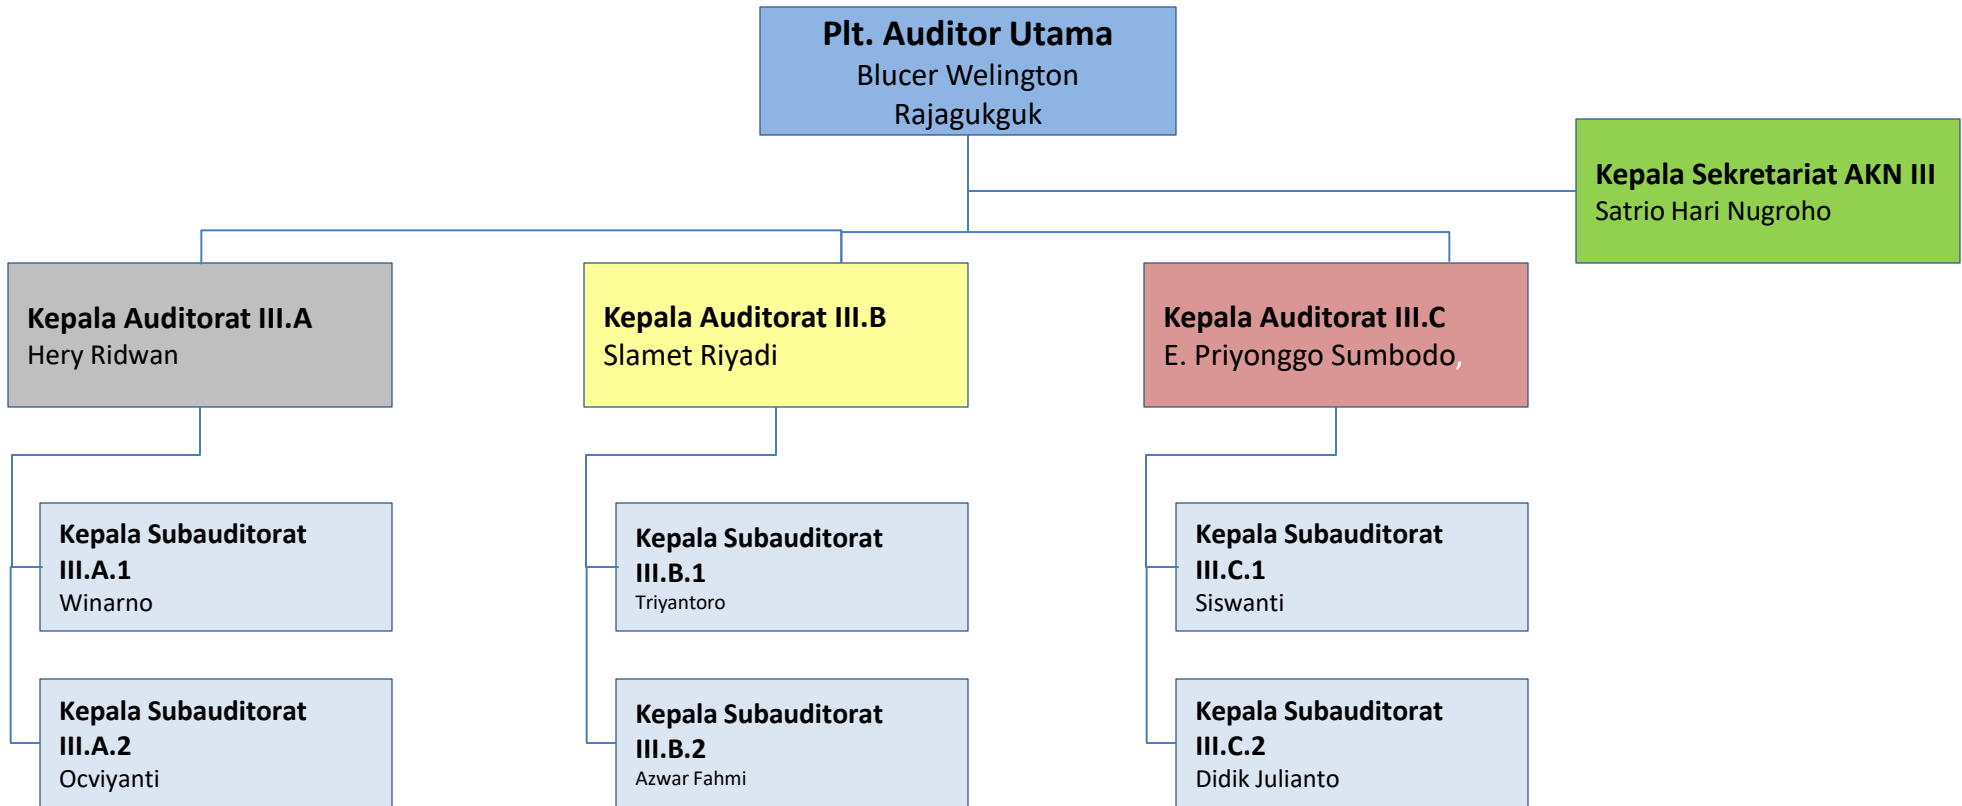 Plt. Auditor Utama
Blucer Welington
Rajagukguk
Kepala Sekretariat AKN III
Satrio Hari Nugroho
Kepala Auditorat III.A
Hery Ridwan
Kepala Auditorat III.B
Slamet Riyadi
Kepala Auditorat III.C
E. Priyonggo Sumbodo,
Kepala Subauditorat
III.A.1
Winarno
Kepala Subauditorat
III.B.1
Triyantoro
Kepala Subauditorat
III.C.1
Siswanti
Kepala Subauditorat
III.A.2
Ocviyanti
Kepala Subauditorat
III.B.2
Azwar Fahmi
Kepala Subauditorat
III.C.2
Didik Julianto